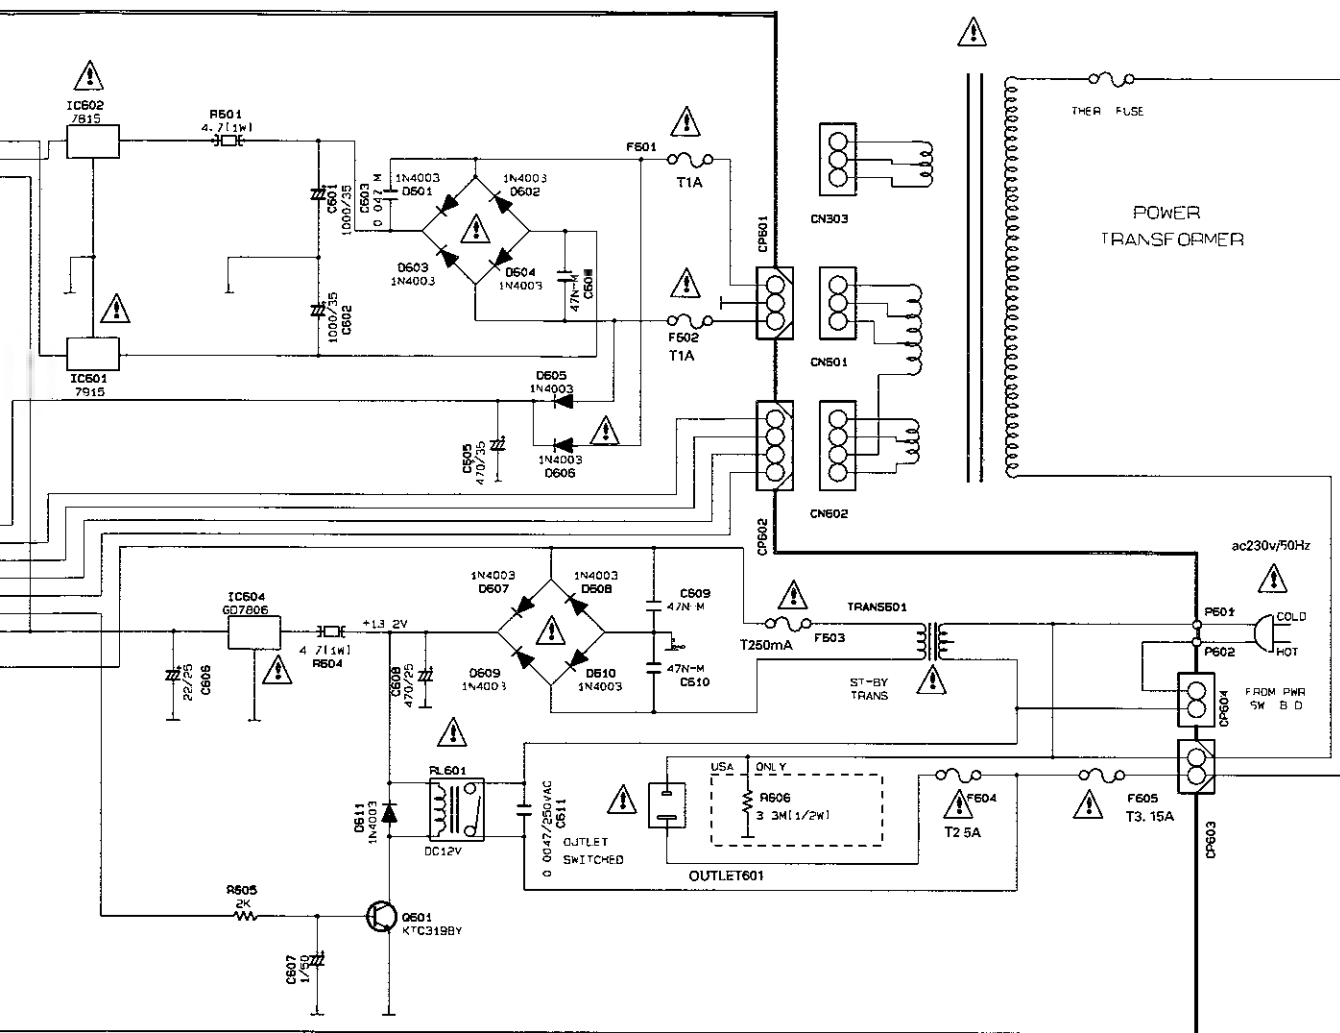 IC602
7815
R601
4.7[1W]
C601
1000/35
C603
0 047 M
1N4003
D601
1N4003
D602
D603
1N4003
D604
1N4003
47N-M
1000/35
C602
IC601
7915
F601
T1A
F602
T1A
CP601
CN303
CN601
THER FUSE
POWER
TRANSFORMER
D605
1N4003
1N4003
D606
C605
470/35
CP602
CN602
ac230v/50Hz
IC604
GD7806
+13 2V
4 7[1W]
R604
22/25
C606
C608
470/25
1N4003
D607
1N4003
D608
D609
1N4003
D610
1N4003
C609
47N-M
47N-M
C610
T250mA
F603
TRANS601
ST-BY
TRANS
P601
P602
COLD
HOT
FROM PWR
SW B D
CP604
RL601
DC12V
D611
1N4003
0 0047/250VAC
C611
OUTLET
SWITCHED
USA ONLY
R606
3 3M[1/2W]
OUTLET601
F604
T2 5A
F605
T3. 15A
CP603
R605
2K
Q601
KTC3198Y
C607
1/50